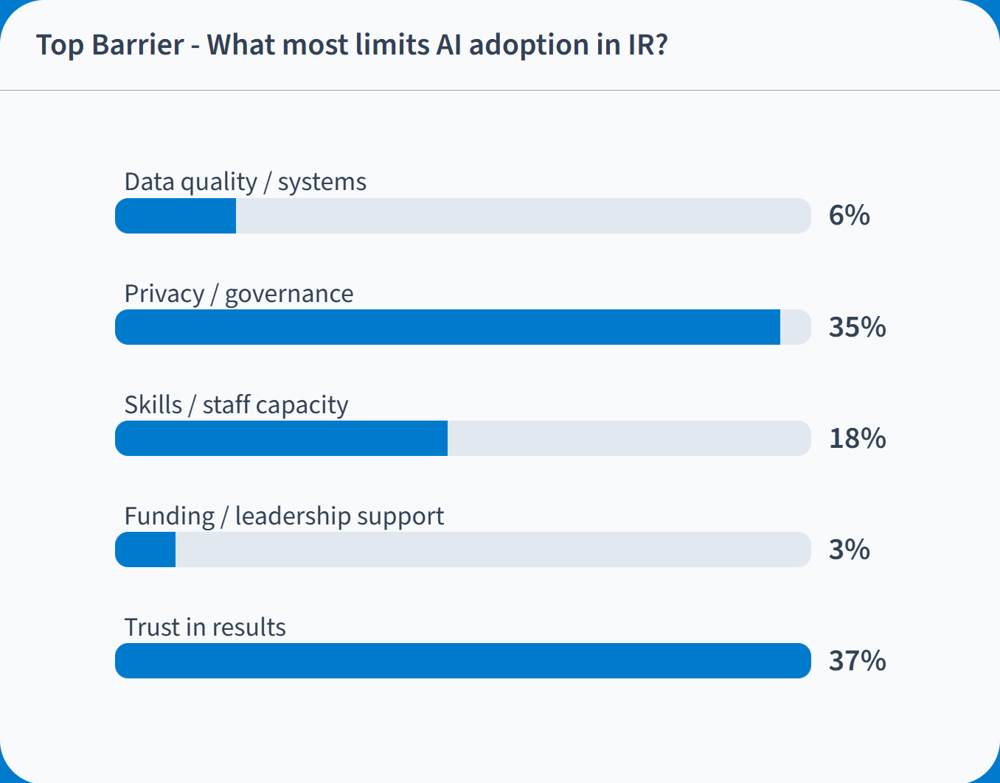 Top Barrier - What most limits AI adoption in IR?
Data quality / systems
6%
Privacy / governance
35%
Skills / staff capacity
18%
Funding / leadership support
3%
Trust in results
37%